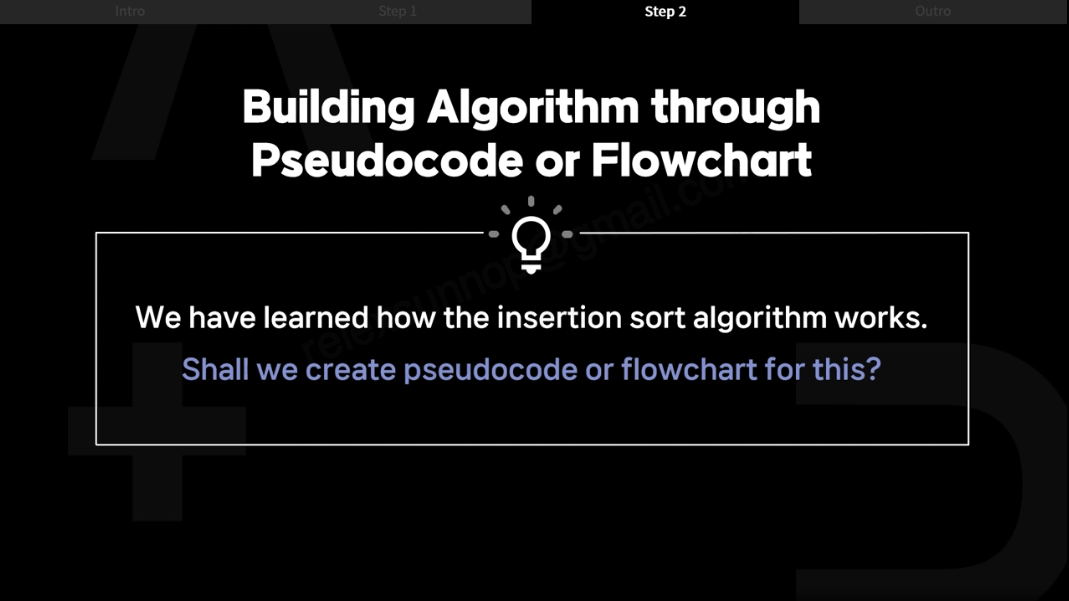 Intro
Step 1
Step 2
Outro
Building Algorithm through
Pseudocode or Flowchart
We have learned how the insertion sort algorithm works.
Shall we create pseudocode or flowchart for this?